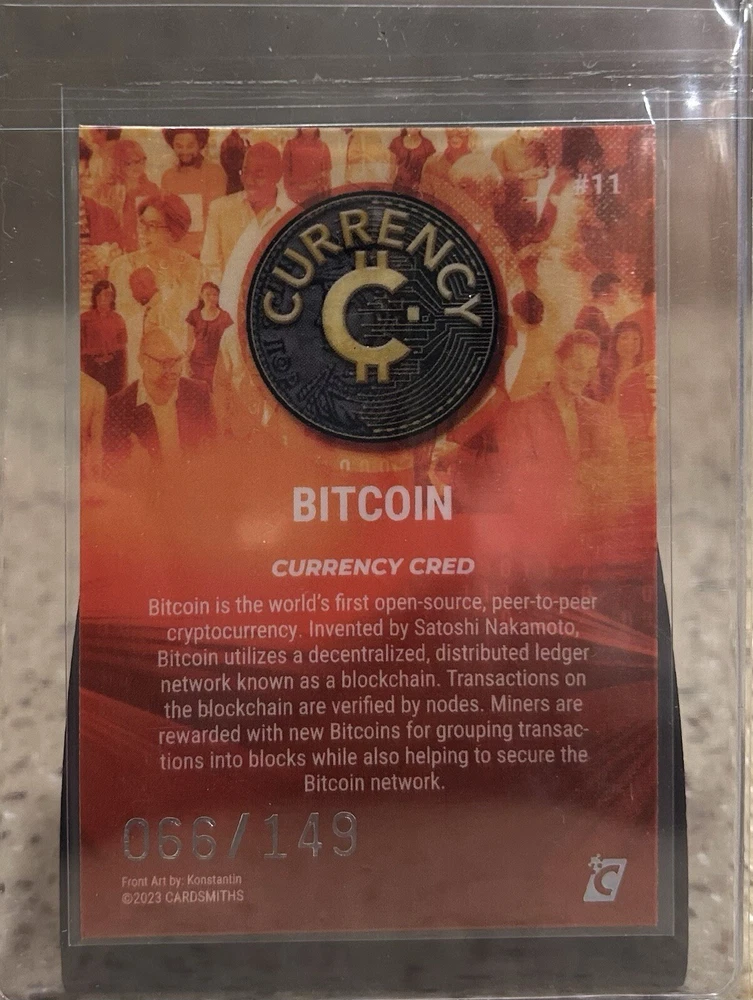 #11
CURRENCY
BITCOIN
CURRENCY CRED
Bitcoin is the world's first open-source, peer-to-peer
cryptocurrency. Invented by Satoshi Nakamoto,
Bitcoin utilizes a decentralized, distributed ledger
network known as a blockchain. Transactions on
the blockchain are verified by nodes. Miners are
rewarded with new Bitcoins for grouping transac-
tions into blocks while also helping to secure the
Bitcoin network.
066/149
Front Art by: Konstantin
©2023 CARDSMITHS